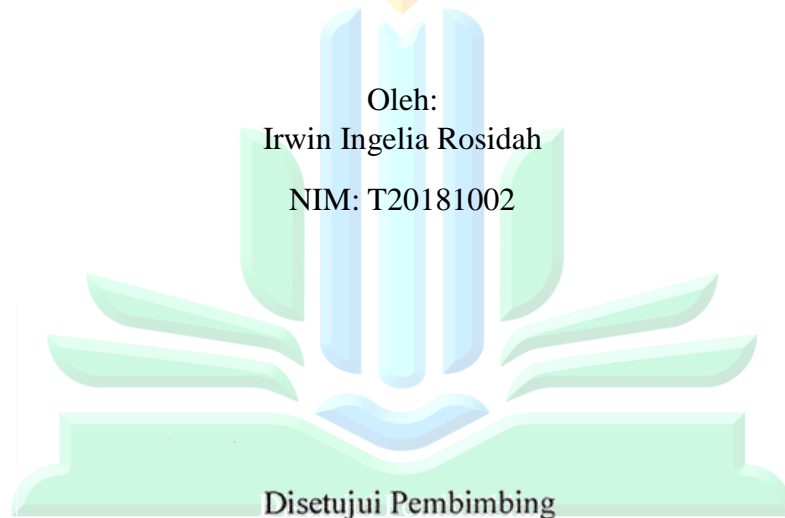 Oleh:
Irwin Ingelia Rosidah
NIM: T20181002
Disetujui Pembimbing